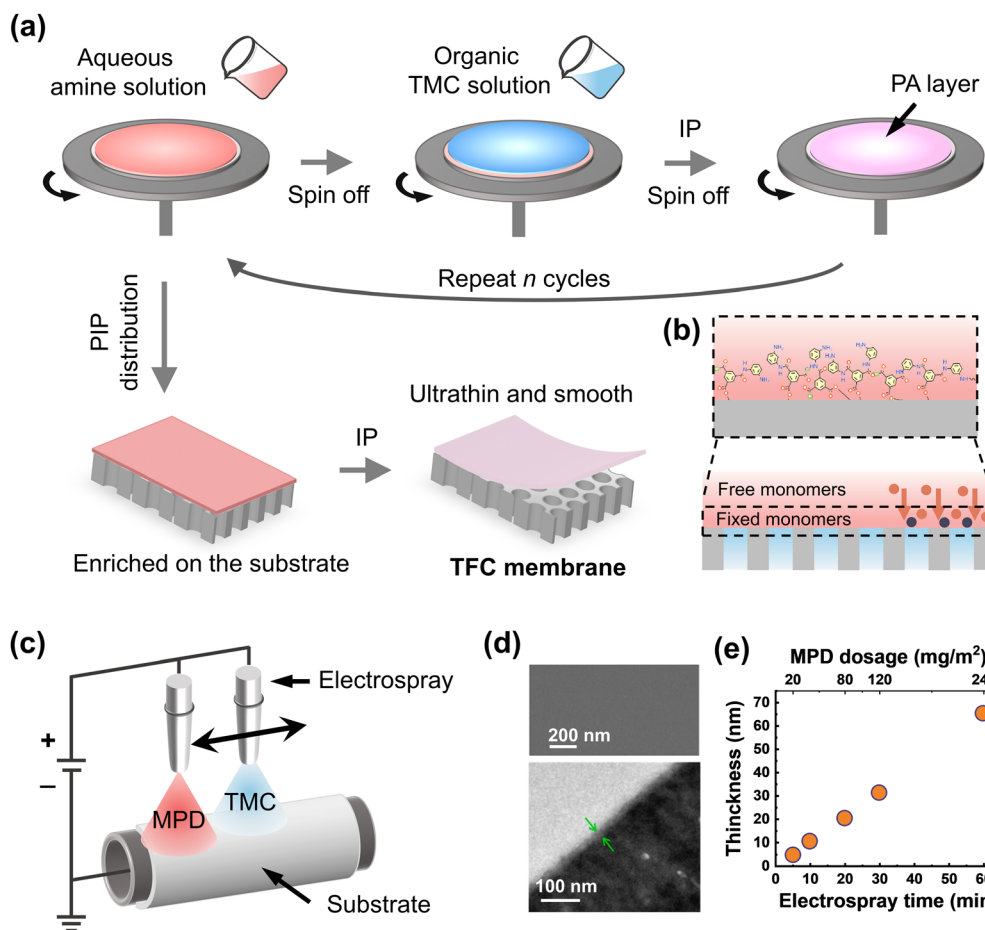 (a)
Aqueous
amine solution
Organic
TMC solution
PA layer
IP
Spin off
Spin off
Repeat n cycles
PIP
distribution
(b)
Ultrathin and smooth
IP
Free monomers
Fixed monomers
Enriched on the substrate
TFC membrane
(c)
Electrospray
+
−
MPD
TMC
Substrate
(d)
200 nm
100 nm
(e)
MPD dosage (mg/m²)
20 80 120 24
Thinckness (nm)
70
60
50
40
30
20
10
0
0 10 20 30 40 50 60
Electrospray time (min